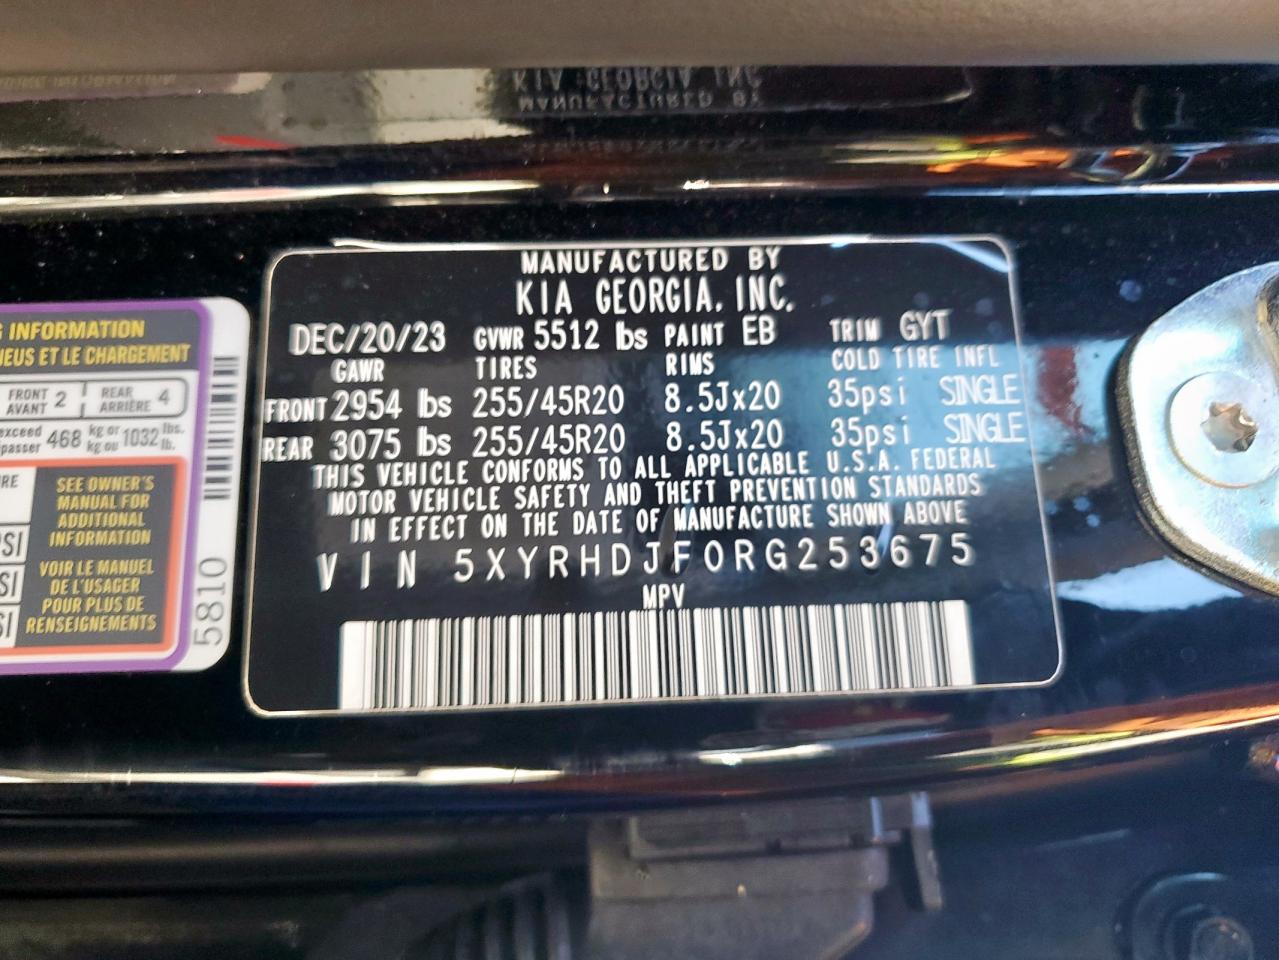 MANUFACTURED BY
KIA GEORGIA, INC.
DEC/20/23 GVWR 5512 lbs PAINT EB TRIM GYT
GAWR TIRES RIMS COLD TIRE INFL
FRONT 2954 lbs 255/45R20 8.5Jx20 35psi SINGLE
REAR 3075 lbs 255/45R20 8.5Jx20 35psi SINGLE
THIS VEHICLE CONFORMS TO ALL APPLICABLE U.S.A. FEDERAL
MOTOR VEHICLE SAFETY AND THEFT PREVENTION STANDARDS
IN EFFECT ON THE DATE OF MANUFACTURE SHOWN ABOVE
VIN 5XYRHDJF0RG253675
MPV
G INFORMATION
NEUS ET LE CHARGEMENT
FRONT AVANT 2 REAR ARRIÈRE 4
exceed 468 kg or 1032 lbs.
passer kg ou lb.
SEE OWNER'S
MANUAL FOR
ADDITIONAL
INFORMATION
VOIR LE MANUEL
DE L'USAGER
POUR PLUS DE
RENSEIGNEMENTS
5810